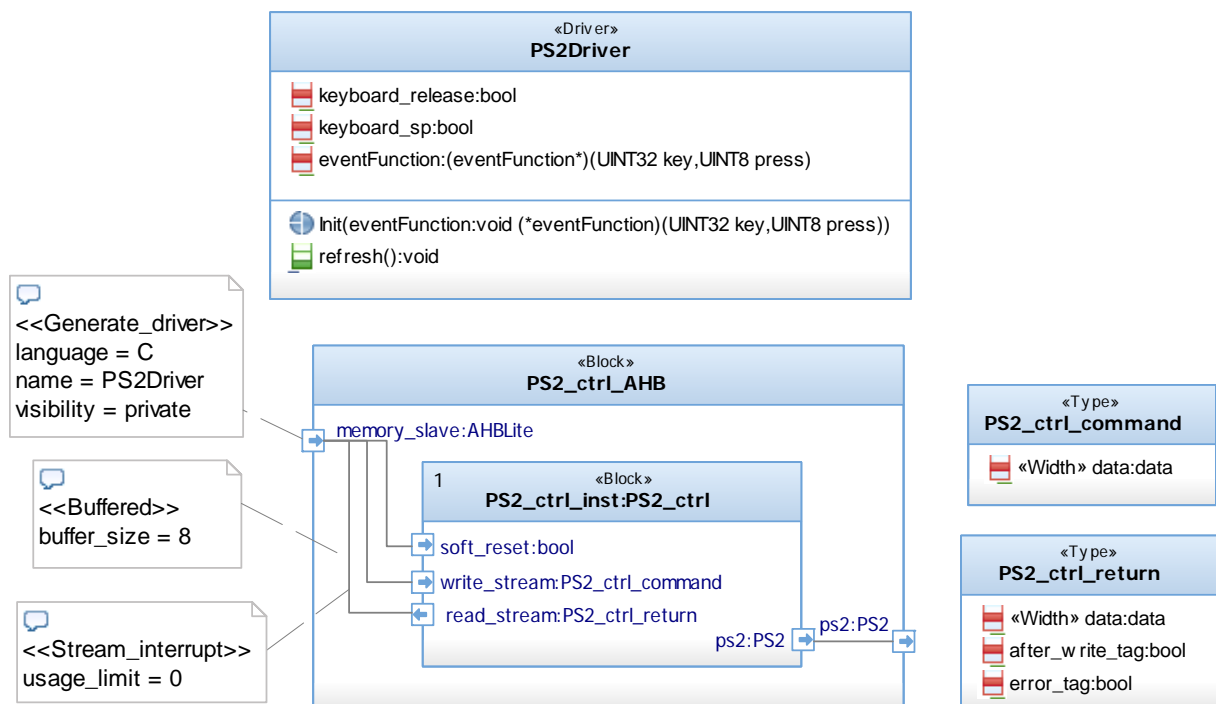 «Driver»
PS2Driver
keyboard_release:bool
keyboard_sp:bool
eventFunction:(eventFunction*)(UINT32 key,UINT8 press)
Init(eventFunction:void (*eventFunction)(UINT32 key,UINT8 press))
refresh():void
<<Generate_driver>>
language = C
name = PS2Driver
visibility = private
<<Buffered>>
buffer_size = 8
<<Stream_interrupt>>
usage_limit = 0
«Block»
PS2_ctrl_AHB
memory_slave:AHBLite
1
«Block»
PS2_ctrl_inst:PS2_ctrl
soft_reset:bool
write_stream:PS2_ctrl_command
read_stream:PS2_ctrl_return
ps2:PS2
ps2:PS2
«Type»
PS2_ctrl_command
«Width» data:data
«Type»
PS2_ctrl_return
«Width» data:data
after_write_tag:bool
error_tag:bool